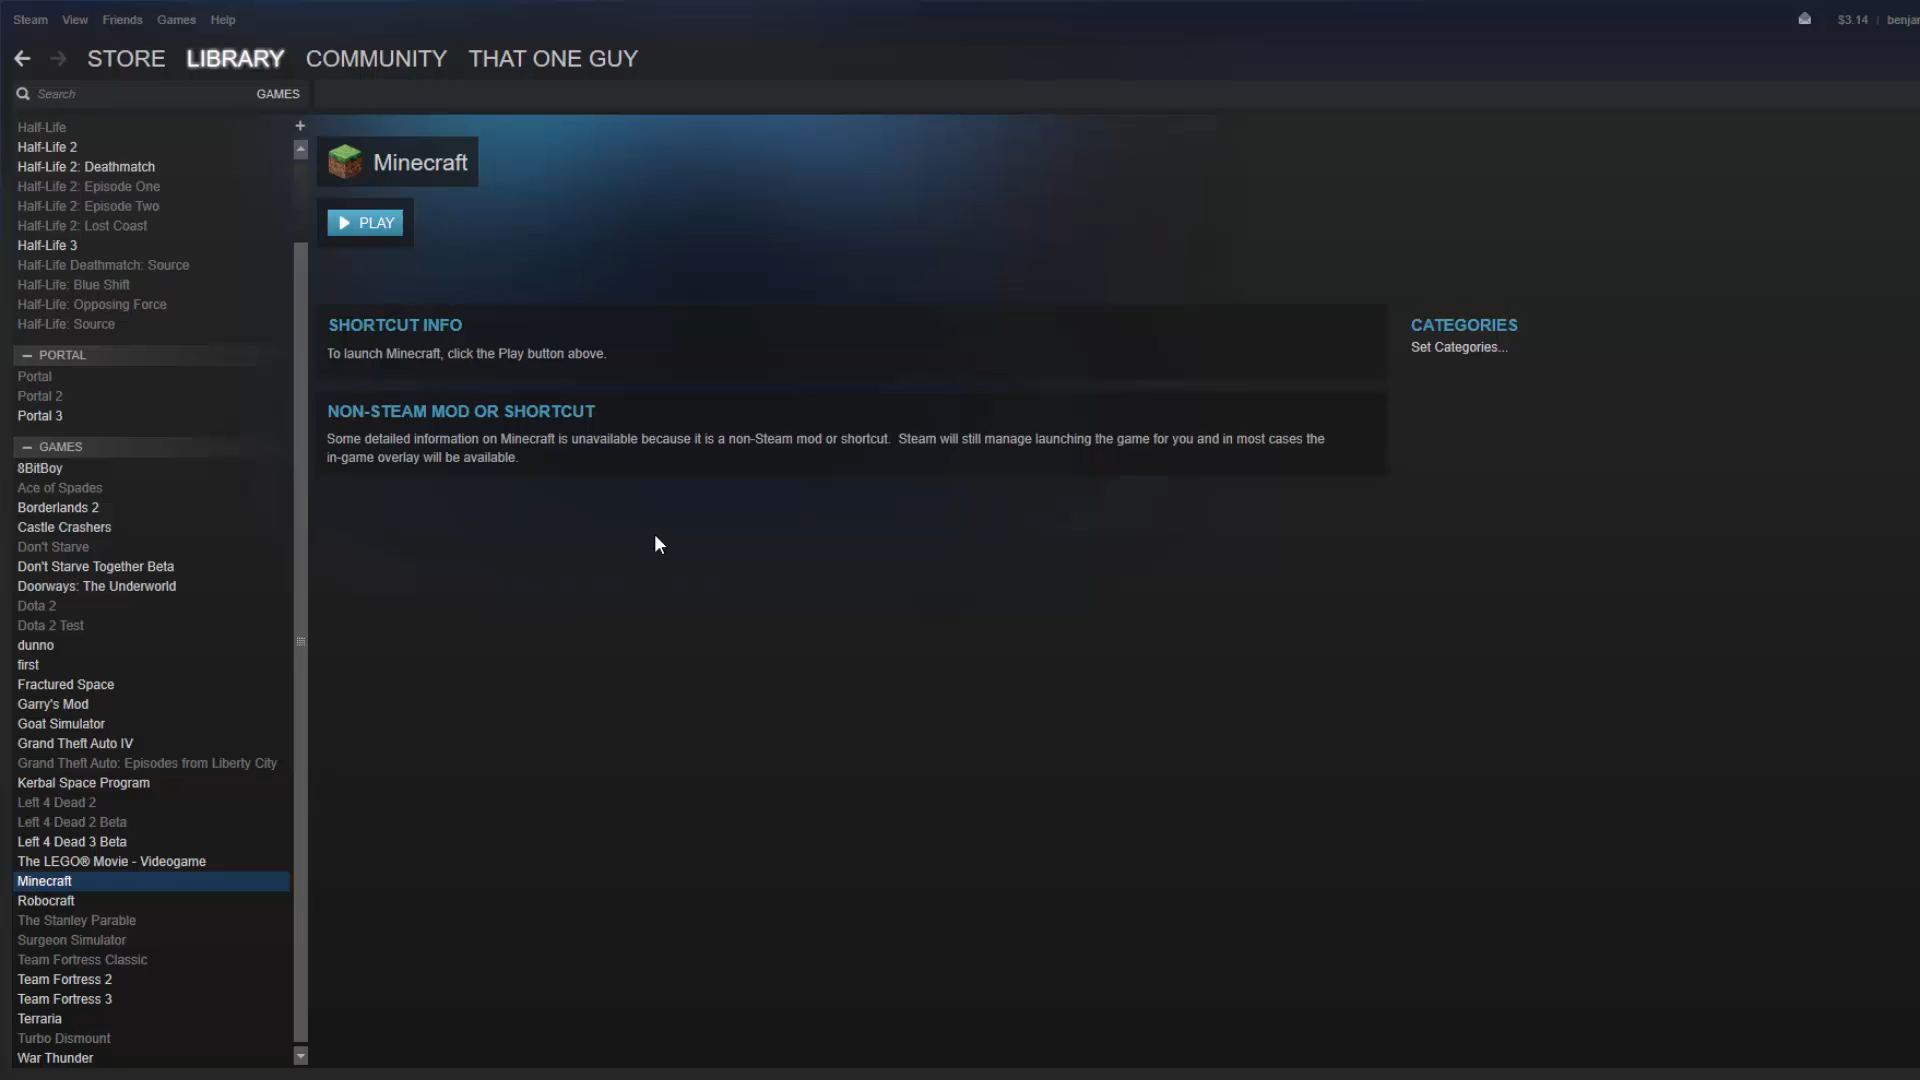 Steam View Friends Games Help
$3.14 | benjar
STORE LIBRARY COMMUNITY THAT ONE GUY
Search GAMES
Half-Life
Half-Life 2
Half-Life 2: Deathmatch
Half-Life 2: Episode One
Half-Life 2: Episode Two
Half-Life 2: Lost Coast
Half-Life 3
Half-Life Deathmatch: Source
Half-Life: Blue Shift
Half-Life: Opposing Force
Half-Life: Source
PORTAL
Portal
Portal 2
Portal 3
GAMES
8BitBoy
Ace of Spades
Borderlands 2
Castle Crashers
Don't Starve
Don't Starve Together Beta
Doorways: The Underworld
Dota 2
Dota 2 Test
dunno
first
Fractured Space
Garry's Mod
Goat Simulator
Grand Theft Auto IV
Grand Theft Auto: Episodes from Liberty City
Kerbal Space Program
Left 4 Dead 2
Left 4 Dead 2 Beta
Left 4 Dead 3 Beta
The LEGO® Movie - Videogame
Minecraft
Robocraft
The Stanley Parable
Surgeon Simulator
Team Fortress Classic
Team Fortress 2
Team Fortress 3
Terraria
Turbo Dismount
War Thunder
Minecraft
PLAY
SHORTCUT INFO
To launch Minecraft, click the Play button above.
NON-STEAM MOD OR SHORTCUT
Some detailed information on Minecraft is unavailable because it is a non-Steam mod or shortcut. Steam will still manage launching the game for you and in most cases the
in-game overlay will be available.
CATEGORIES
Set Categories...